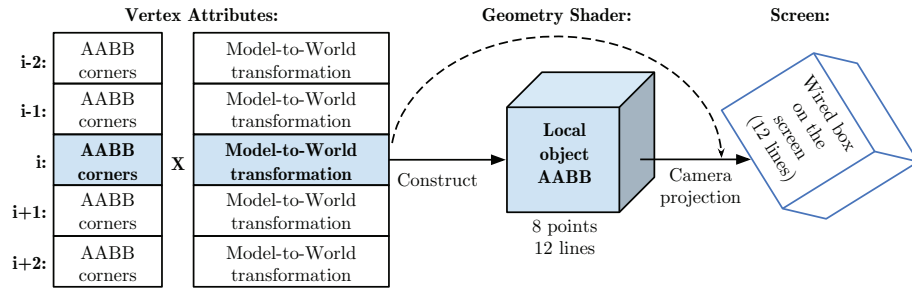 Vertex Attributes:
Geometry Shader:
Screen:
i-2:
AABB
corners
Model-to-World
transformation
i-1:
AABB
corners
Model-to-World
transformation
i:
AABB
corners
X
Model-to-World
transformation
i+1:
AABB
corners
Model-to-World
transformation
i+2:
AABB
corners
Model-to-World
transformation
Construct
Local
object
AABB
8 points
12 lines
Camera
projection
Wired box
on the
screen
(12 lines)